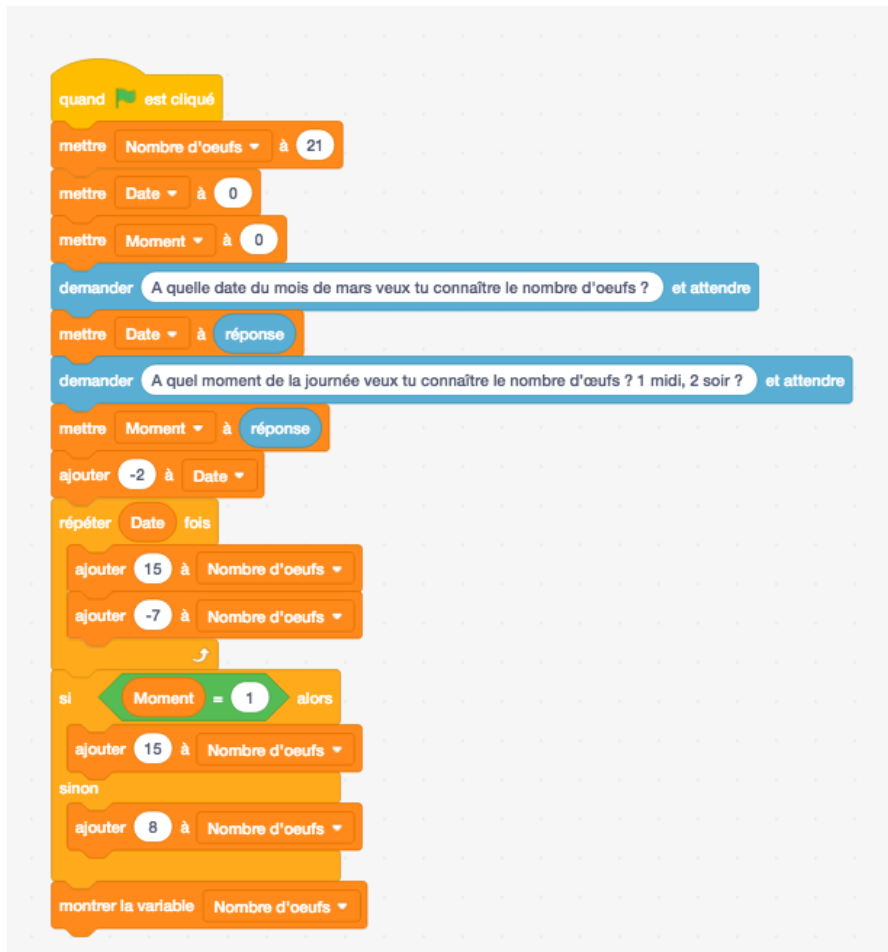 quand est cliqué
mettre Nombre d'oeufs à 21
mettre Date à 0
mettre Moment à 0
demander A quelle date du mois de mars veux tu connaître le nombre d'oeufs ? et attendre
mettre Date à réponse
demander A quel moment de la journée veux tu connaître le nombre d'œufs ? 1 midi, 2 soir ? et attendre
mettre Moment à réponse
ajouter -2 à Date
répéter Date fois
ajouter 15 à Nombre d'oeufs
ajouter -7 à Nombre d'oeufs
si Moment = 1 alors
ajouter 15 à Nombre d'oeufs
sinon
ajouter 8 à Nombre d'oeufs
montrer la variable Nombre d'oeufs